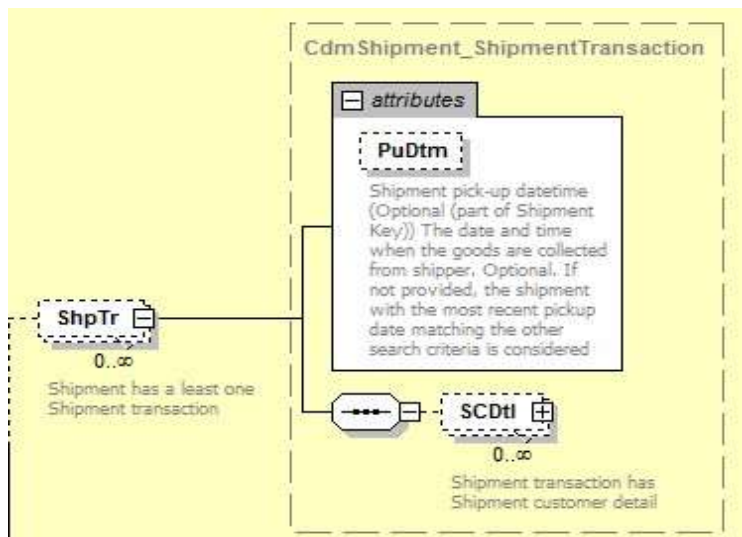 CdmShipment_ShipmentTransaction
attributes
PuDtm
Shipment pick-up datetime
(Optional (part of Shipment
Key)) The date and time
when the goods are collected
from shipper. Optional. If
not provided, the shipment
with the most recent pickup
date matching the other
search criteria is considered
ShpTr
0..∞
Shipment has a least one
Shipment transaction
SCDtl
0..∞
Shipment transaction has
Shipment customer detail